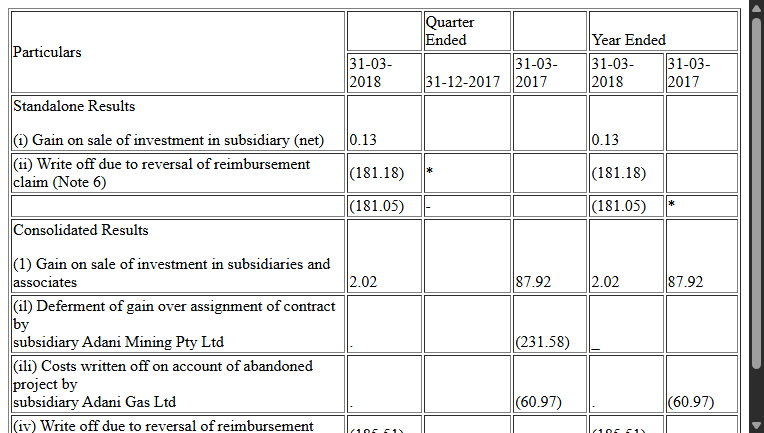 Particulars
Quarter
Ended
Year Ended
31-03-
2018
31-12-2017
31-03-
2017
31-03-
2018
31-03-
2017
Standalone Results
(i) Gain on sale of investment in subsidiary (net)
0.13
0.13
(ii) Write off due to reversal of reimbursement
claim (Note 6)
(181.18)
*
(181.18)
(181.05)
-
(181.05)
*
Consolidated Results
(1) Gain on sale of investment in subsidiaries and
associates
2.02
87.92
2.02
87.92
(il) Deferment of gain over assignment of contract
by
subsidiary Adani Mining Pty Ltd
.
(231.58)
_
(ili) Costs written off on account of abandoned
project by
subsidiary Adani Gas Ltd
.
(60.97)
.
(60.97)
(iv) Write off due to reversal of reimbursement